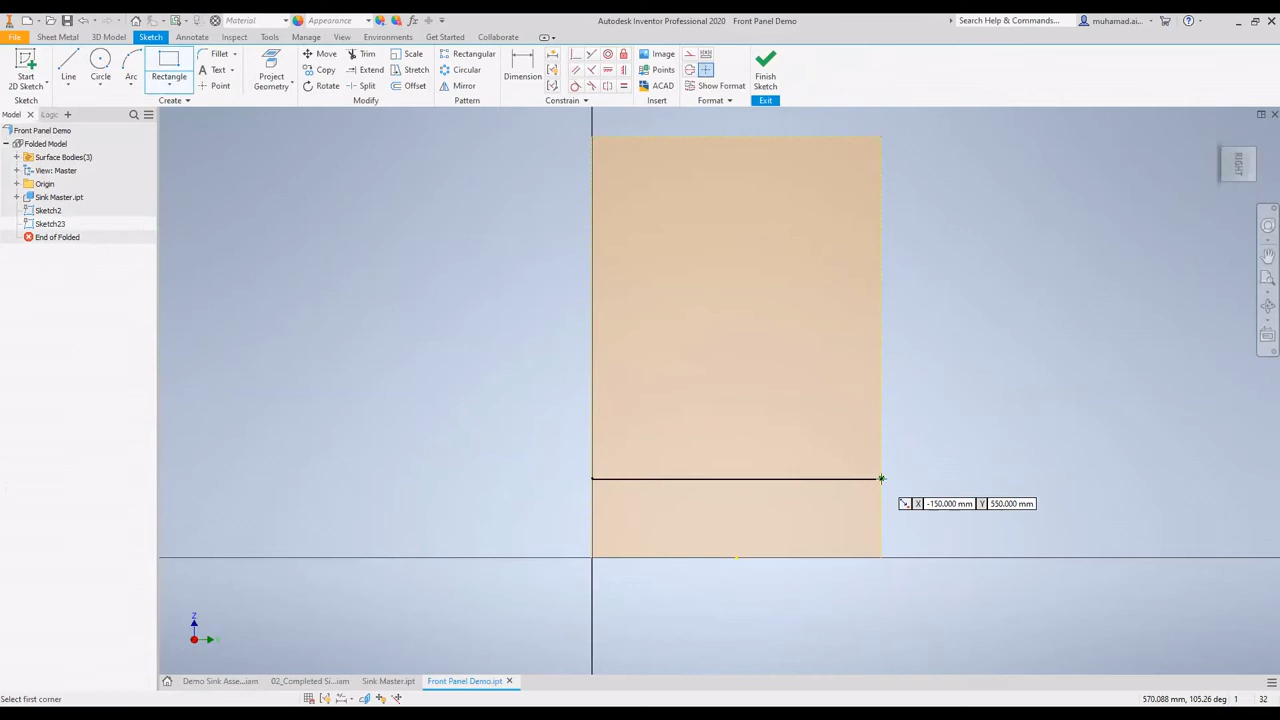 Material
Appearance
Autodesk Inventor Professional 2020 Front Panel Demo
Search Help & Commands...
muhamad.ai...
File Sheet Metal 3D Model Sketch Annotate Inspect Tools Manage View Environments Get Started Collaborate
Start
2D Sketch
Line
Circle
Arc
Rectangle
Fillet
Text
Point
Project
Geometry
Move
Copy
Rotate
Trim
Extend
Split
Scale
Stretch
Offset
Rectangular
Circular
Mirror
Dimension
Image
Points
ACAD
Show Format
Finish
Sketch
Sketch Create Modify Pattern Constrain Insert Format Exit
Model Logic
Front Panel Demo
Folded Model
Surface Bodies(3)
View: Master
Origin
Sink Master.ipt
Sketch2
Sketch23
End of Folded
RIGHT
X -150.000 mm Y 550.000 mm
Z
Demo Sink Asse...iam 02_Completed Si...iam Sink Master.ipt Front Panel Demo.ipt
Select first corner
570.088 mm, 105.26 deg 1 32